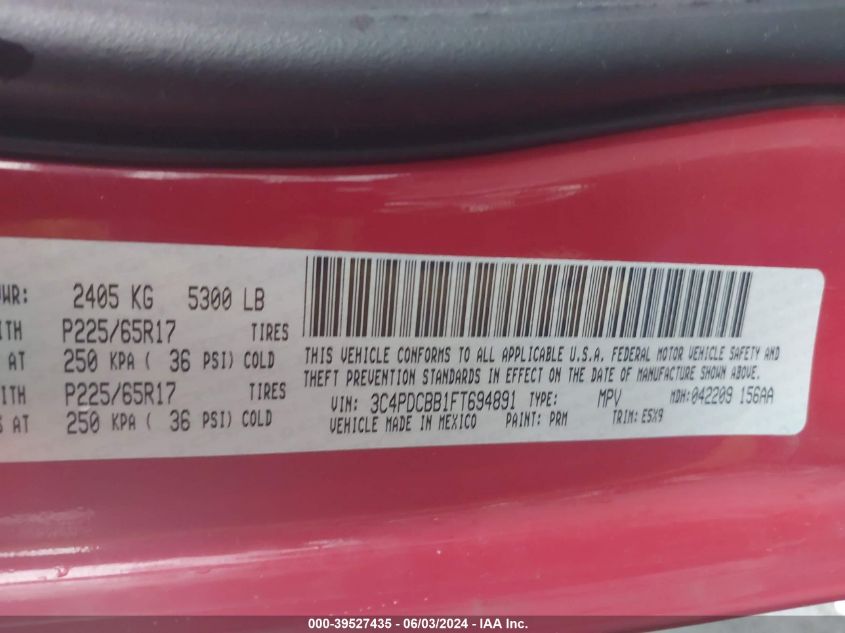 2405 KG 5300 LB
P225/65R17 TIRES
AT 250 KPA ( 36 PSI) COLD
P225/65R17 TIRES
AT 250 KPA ( 36 PSI) COLD
THIS VEHICLE CONFORMS TO ALL APPLICABLE U.S.A. FEDERAL MOTOR VEHICLE SAFETY AND
THEFT PREVENTION STANDARDS IN EFFECT ON THE DATE OF MANUFACTURE SHOWN ABOVE.
VIN: 3C4PDCBB1FT694891 TYPE: MPV MDH:042209 156AA
VEHICLE MADE IN MEXICO PAINT: PRM TRIM: E5X9
000-39527435 - 06/03/2024 - IAA Inc.